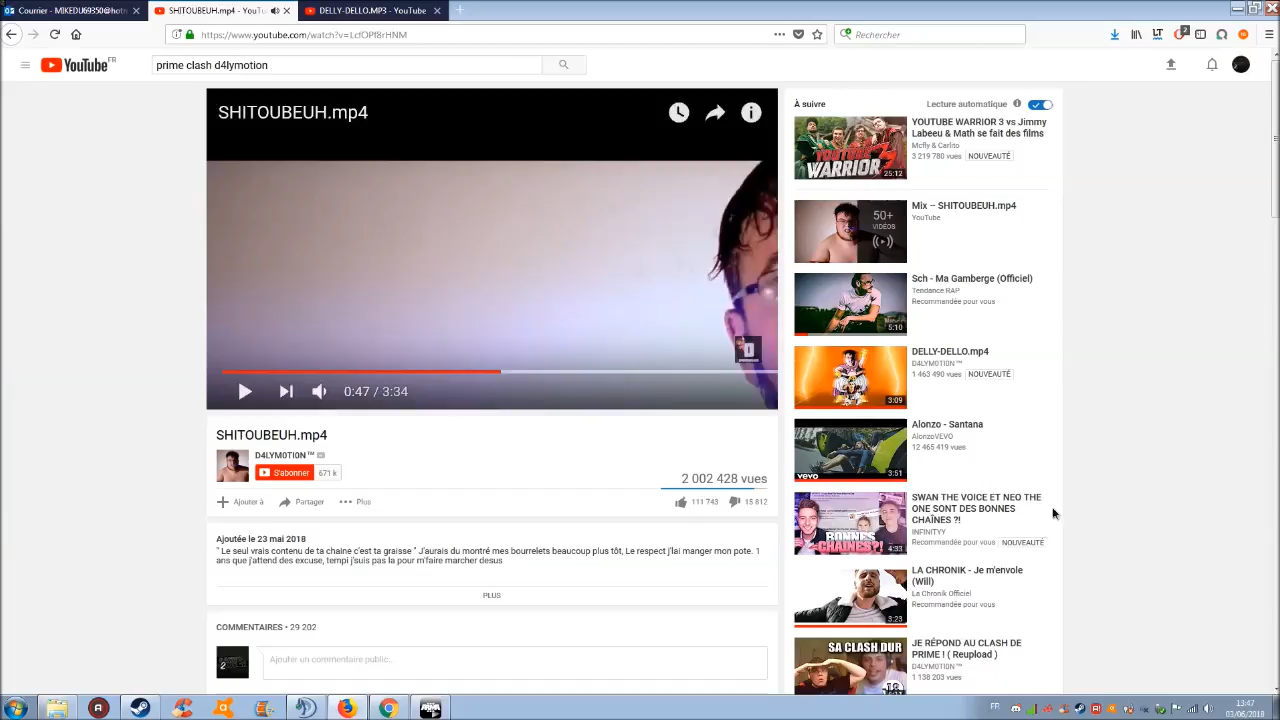 Courrier - MIKEDU69350@hotm
SHITOUBEUH.mp4 - YouTu
DELLY-DELLO.MP3 - YouTube
https://www.youtube.com/watch?v=LcfOPf8rHNM
Rechercher
2
YouTube FR
prime clash d4lymotion
SHITOUBEUH.mp4
0:47 / 3:34
SHITOUBEUH.mp4
D4LYM0TI0N™
S'abonner
671 k
2 002 428 vues
Ajouter à
Partager
Plus
111 743
15 812
Ajoutée le 23 mai 2018
" Le seul vrais contenu de ta chaine c'est ta graisse " J'aurais du montré mes bourrelets beaucoup plus tôt, Le respect j'lai manger mon pote. 1
ans que j'attend des excuse, tempi j'suis pas la pour m'faire marcher desus
PLUS
COMMENTAIRES • 29 202
Ajouter un commentaire public...
À suivre
Lecture automatique
YOUTUBE WARRIOR 3 vs Jimmy
Labeeu & Math se fait des films
Mcfly & Carlito
3 219 780 vues
NOUVEAUTÉ
YOUTUBE
WARRIOR 3
25:12
Mix – SHITOUBEUH.mp4
YouTube
50+
VIDÉOS
Sch - Ma Gamberge (Officiel)
Tendance RAP
Recommandée pour vous
5:10
DELLY-DELLO.mp4
D4LYM0TI0N™
1 463 490 vues
NOUVEAUTÉ
3:09
Alonzo - Santana
AlonzoVEVO
12 465 419 vues
vevo
3:51
SWAN THE VOICE ET NEO THE
ONE SONT DES BONNES
CHAÎNES ?!
INFINITYY
Recommandée pour vous
NOUVEAUTÉ
BONNES
CHAINES?!
4:33
LA CHRONIK - Je m'envole
(Will)
La Chronik Officiel
Recommandée pour vous
3:23
JE RÉPOND AU CLASH DE
PRIME ! ( Reupload )
D4LYM0TI0N™
1 138 203 vues
SA CLASH DUR
FR
13:47
03/06/2018